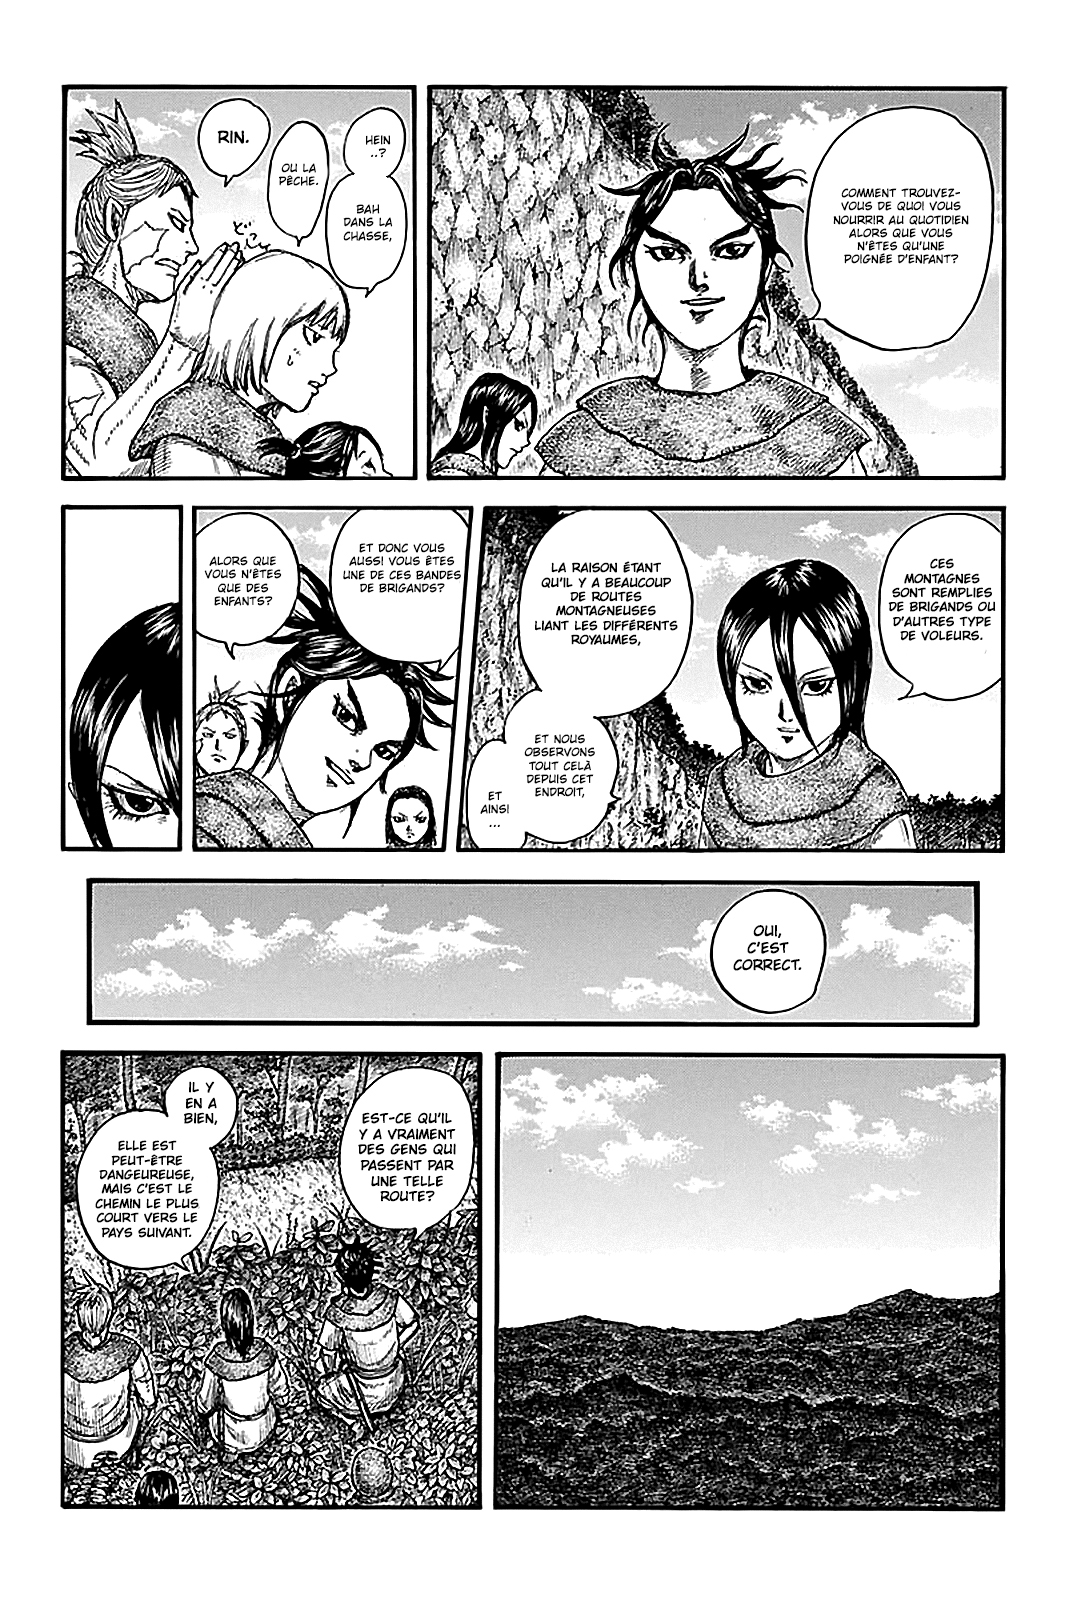 COMMENT TROUVEZ-
VOUS DE QUOI VOUS
NOURRIR AU QUOTIDIEN
ALORS QUE VOUS
N'ÊTES QU'UNE
POIGNÉE D'ENFANT?
HEIN
..?
BAH
DANS LA
CHASSE,
OU LA
PÊCHE.
RIN.
どこん
CES
MONTAGNES
SONT REMPLIES
DE BRIGANDS OU
D'AUTRES TYPE
DE VOLEURS.
LA RAISON ÉTANT
QU'IL Y A BEAUCOUP
DE ROUTES
MONTAGNEUSES
LIANT LES DIFFÉRENTS
ROYAUMES,
ET NOUS
OBSERVONS
TOUT CELÀ
DEPUIS CET
ENDROIT,
ET
AINSI
...
ET DONC VOUS
AUSSI VOUS ÊTES
UNE DE CES BANDES
DE BRIGANDS?
ALORS QUE
VOUS N'ÊTES
QUE DES
ENFANTS?
OUI,
C'EST
CORRECT.
EST-CE QU'IL
Y A VRAIMENT
DES GENS QUI
PASSENT PAR
UNE TELLE
ROUTE?
IL Y
EN A
BIEN,
ELLE EST
PEUT-ÊTRE
DANGEUREUSE,
MAIS C'EST LE
CHEMIN LE PLUS
COURT VERS LE
PAYS SUIVANT.